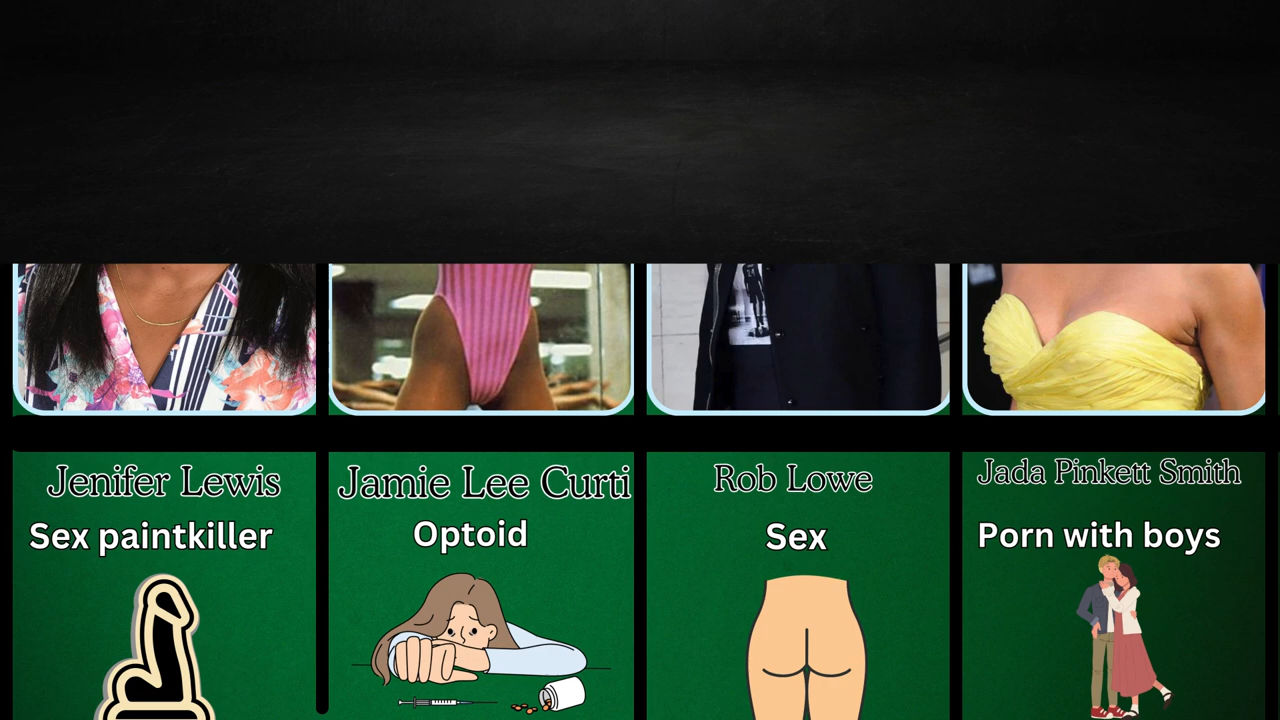 Jenifer Lewis
Sex paintkiller
Jamie Lee Curti
Optoid
Rob Lowe
Sex
Jada Pinkett Smith
Porn with boys